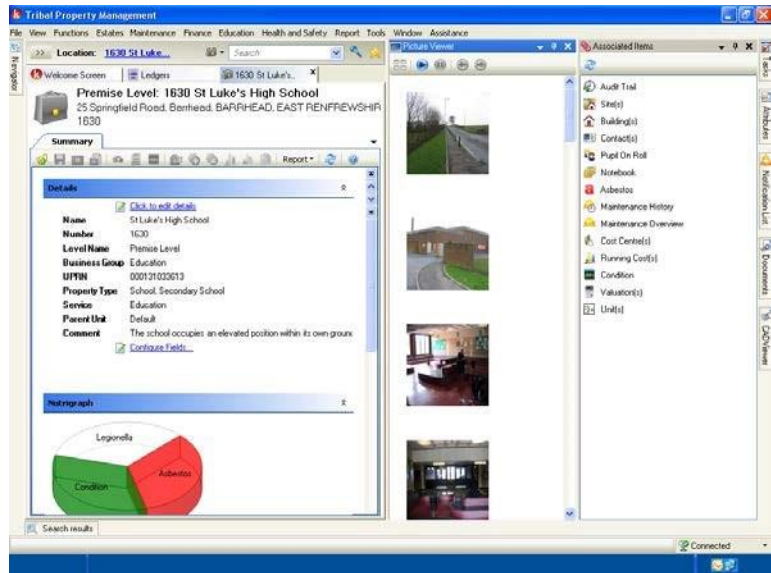 Tribal Property Management
File View Functions Estates Maintenance Finance Education Health and Safety Report Tools Window Assistance
Navigator
>> Location: 1630 St Luke... Search
Welcome Screen Ledgers 1630 St Luke's.. X
Premise Level: 1630 St Luke's High School
25 Springfield Road, Barrhead, BARRHEAD, EAST RENFREWSHIR
1630
Summary
Report
Details
Click to edit details
Name St Luke's High School
Number 1630
Level Name Premise Level
Business Group Education
UPRN 000131033613
Property Type School, Secondary School
Service Education
Parent Unit Default
Comment The school occupies an elevated position within its own groun
Configure Fields...
Notrigraph
Legionella
Asbestos
Condition
Search results
Picture Viewer
Associated Items
Audit Trail
Site(s)
Building(s)
Contact(s)
Pupil On Roll
Notebook
Asbestos
Maintenance History
Maintenance Overview
Cost Centre(s)
Running Cost(s)
Condition
Valuation(s)
Unit(s)
Tasks
Attributes
Notification List
Documents
CADViewer
Connected